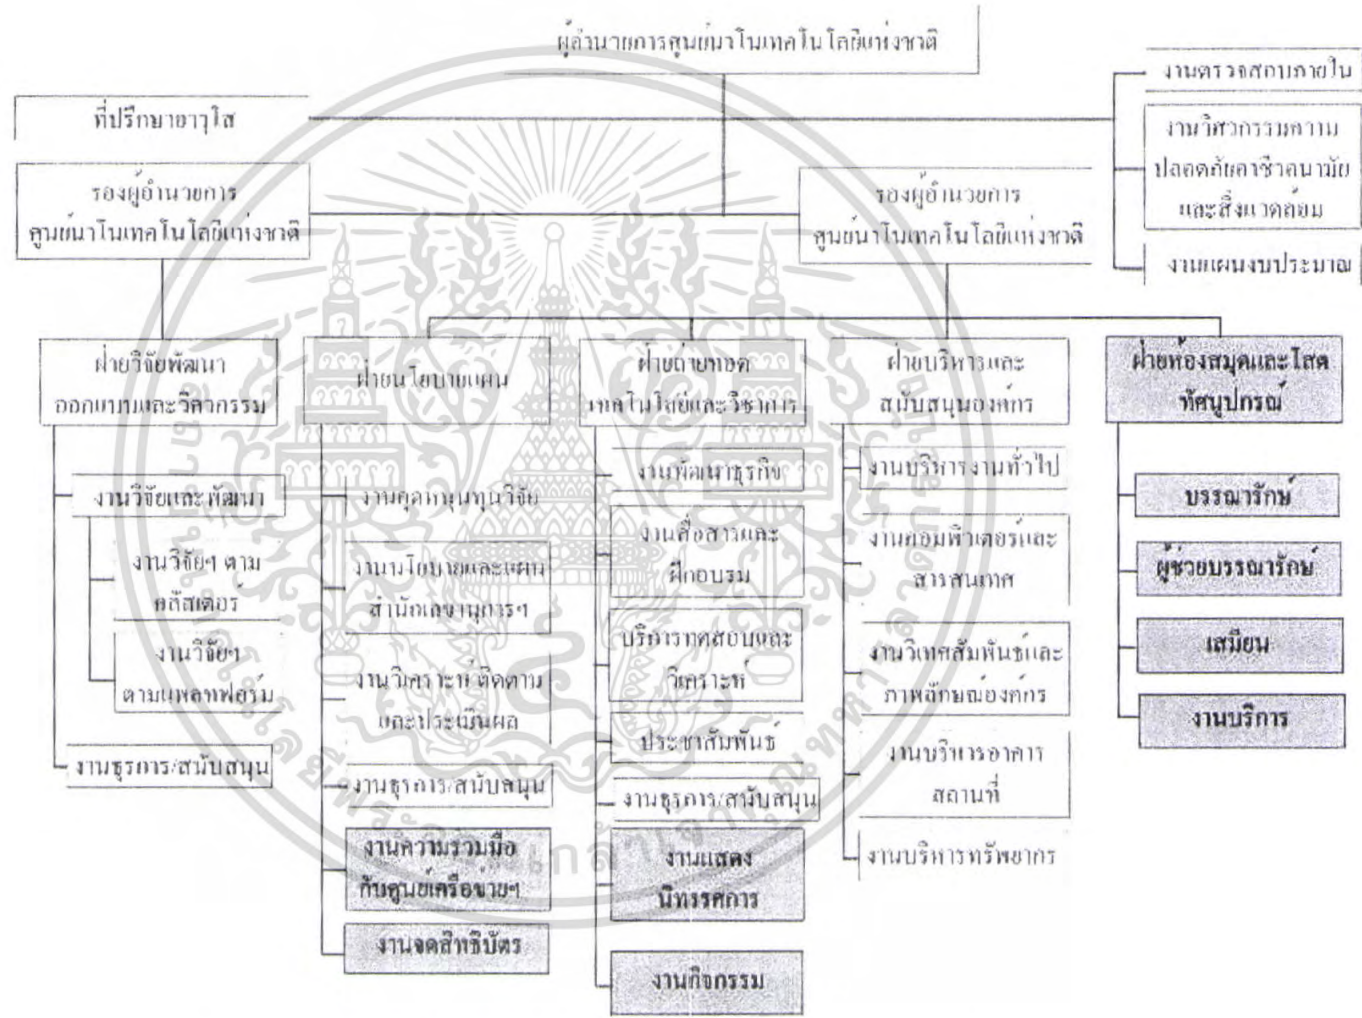 ผู้อำนวยการศูนย์นาโนเทคโนโลยีแห่งชาติ
งานตรวจสอบภายใน
ที่ปรึกษาอาวุโส
งานวิศวกรรมความ
ปลอดภัยอาชีวอนามัย
และสิ่งแวดล้อม
งานแผนงบประมาณ
รองผู้อำนวยการ
ศูนย์นาโนเทคโนโลยีแห่งชาติ
รองผู้อำนวยการ
ศูนย์นาโนเทคโนโลยีแห่งชาติ
ฝ่ายวิจัยพัฒนา
ออกแบบและวิศวกรรม
งานวิจัยและพัฒนา
งานวิจัยฯ ตาม
คลัสเตอร์
งานวิจัยฯ
ตามแพลทฟอร์ม
งานธุรการ/สนับสนุน
ฝ่ายนโยบายแผน
งานอุดหนุนทุนวิจัย
งานนโยบายและแผน
สำนักเลขานุการฯ
งานวิเคราะห์ ติดตาม
และประเมินผล
งานธุรการ/สนับสนุน
งานความร่วมมือ
กับศูนย์เครือข่ายฯ
งานจดสิทธิบัตร
ฝ่ายถ่ายทอด
เทคโนโลยีและวิชาการ
งานพัฒนาธุรกิจ
งานสื่อสารและ
ฝึกอบรม
บริการทดสอบและ
วิเคราะห์
ประชาสัมพันธ์
งานธุรการ/สนับสนุน
งานแสดง
นิทรรศการ
งานกิจกรรม
ฝ่ายบริหารและ
สนับสนุนองค์กร
งานบริหารงานทั่วไป
งานคอมพิวเตอร์และ
สารสนเทศ
งานวิเทศสัมพันธ์และ
ภาพลักษณ์องค์กร
งานบริหารอาคาร
สถานที่
งานบริหารทรัพยากร
ฝ่ายห้องสมุดและโสต
ทัศนูปกรณ์
บรรณารักษ์
ผู้ช่วยบรรณารักษ์
เสมียน
งานบริการ